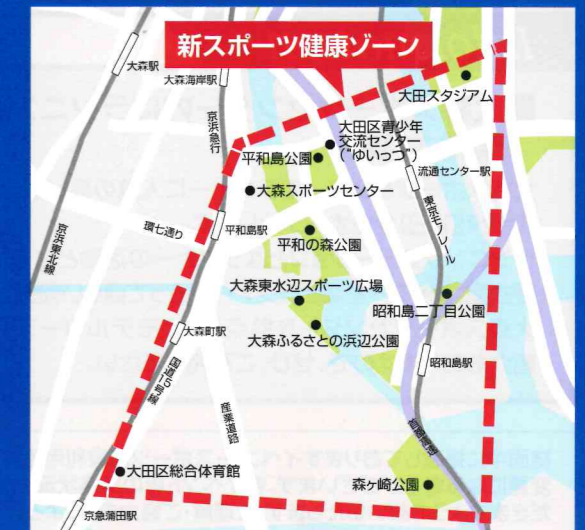 新スポーツ健康ゾーン
大森駅
大森海岸駅
京浜急行
大田スタジアム
大田区青少年
交流センター
("ゆいっつ")
平和島公園
流通センター駅
大森スポーツセンター
東京モノレール
環七通り
平和島駅
平和の森公園
京浜東北線
大森東水辺スポーツ広場
昭和島二丁目公園
大森町駅
大森ふるさとの浜辺公園
昭和島駅
国道15号線
産業道路
大田区総合体育館
森ヶ崎公園
京急蒲田駅